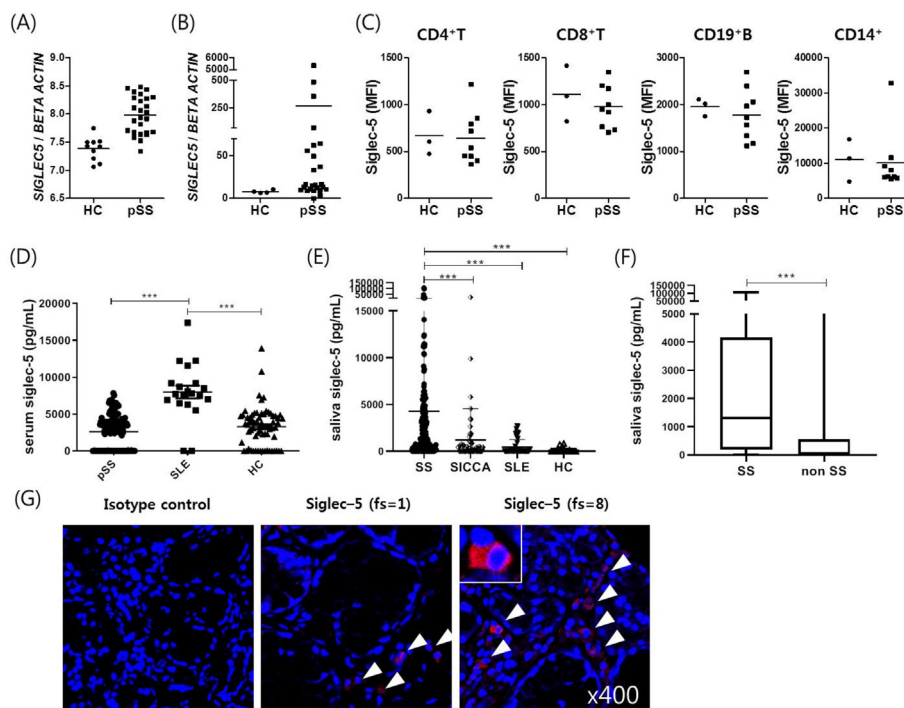 (A)
SIGLEC5 / BETA ACTIN
9.0
8.5
8.0
7.5
7.0
6.5
HC pSS
(B)
SIGLEC5 / BETA ACTIN
6000
5000
500
250
50
0
HC pSS
(C)
CD4⁺T
Siglec-5 (MFI)
1500
1000
500
0
HC pSS
CD8⁺T
Siglec-5 (MFI)
1500
1000
500
0
HC pSS
CD19⁺B
Siglec-5 (MFI)
3000
2000
1000
0
HC pSS
CD14⁺
Siglec-5 (MFI)
40000
30000
20000
10000
0
HC pSS
(D)
serum siglec-5 (pg/mL)
20000
15000
10000
5000
0
***
***
pSS SLE HC
(E)
saliva siglec-5 (pg/mL)
150000
100000
50000
15000
10000
5000
0
***
***
***
SS SICCA SLE HC
(F)
saliva siglec-5 (pg/mL)
150000
100000
50000
5000
4000
3000
2000
1000
0
***
SS non SS
(G)
Isotype control
Siglec–5 (fs=1)
Siglec–5 (fs=8)
x400